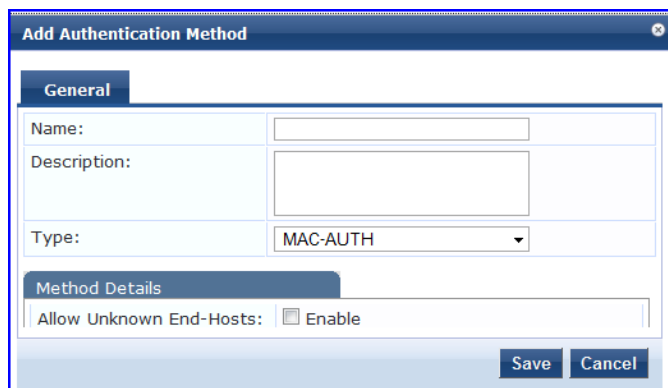 Add Authentication Method
General
Name:
Description:
Type: MAC-AUTH
Method Details
Allow Unknown End-Hosts: Enable
Save Cancel